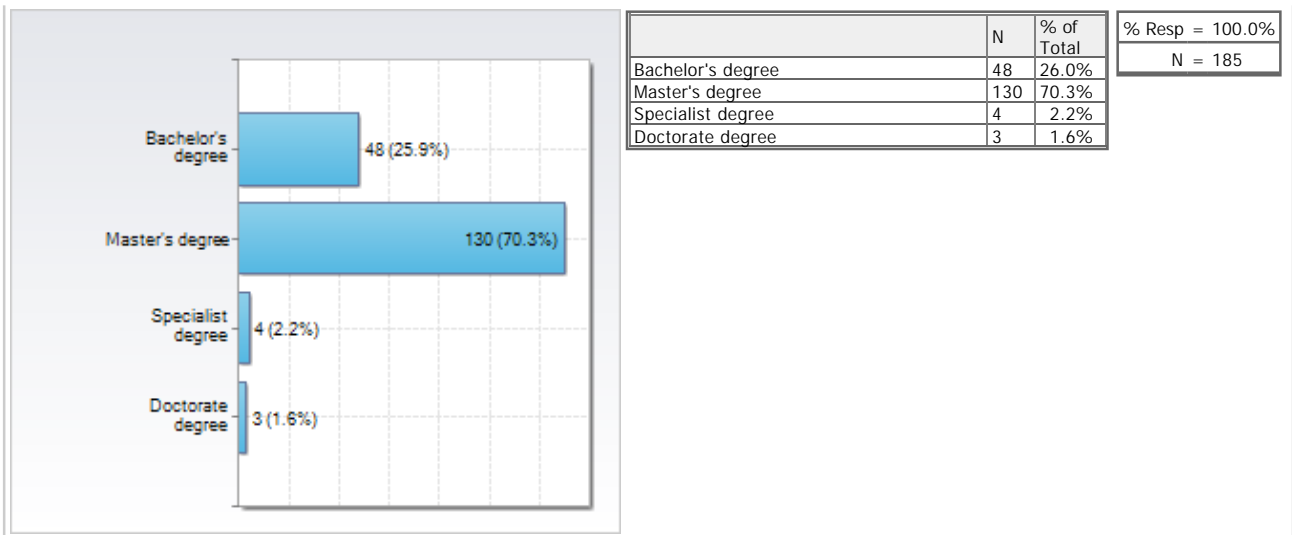 Bachelor's
degree
48 (25.9%)
Master's degree
130 (70.3%)
Specialist
degree
4 (2.2%)
Doctorate
degree
3 (1.6%)
N % of
Total
Bachelor's degree 48 26.0%
Master's degree 130 70.3%
Specialist degree 4 2.2%
Doctorate degree 3 1.6%
% Resp = 100.0%
N = 185